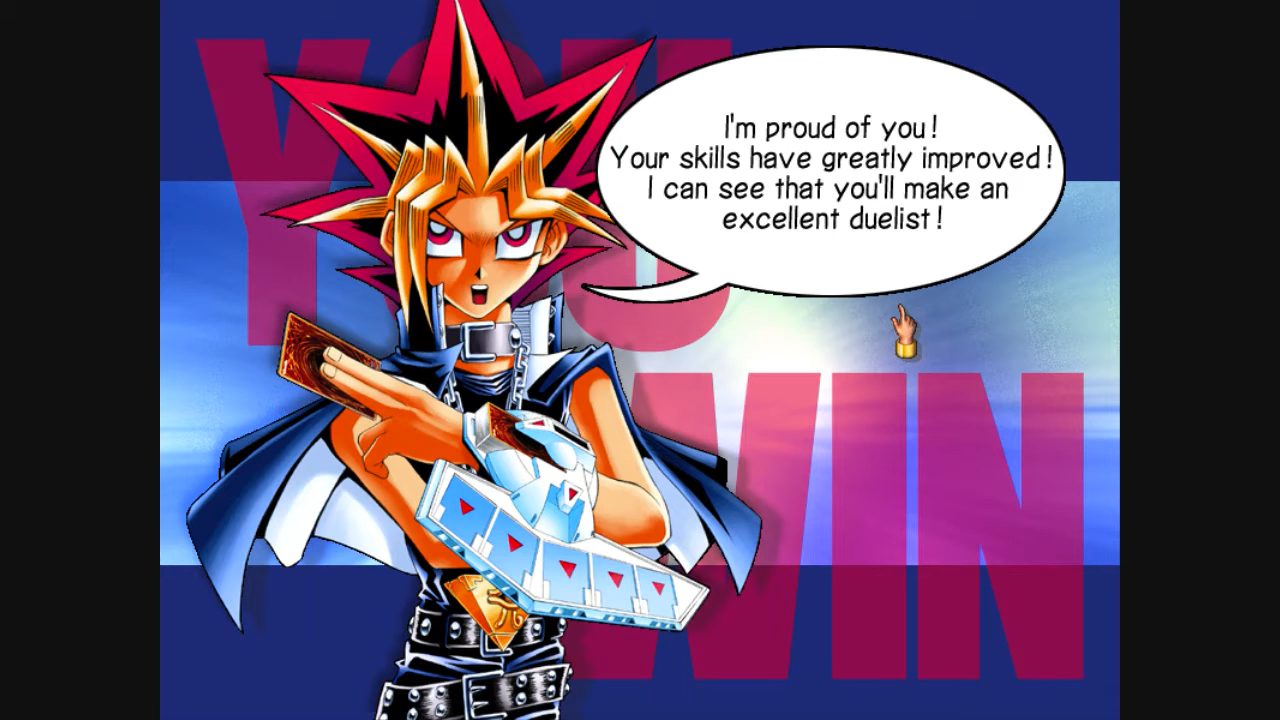 YOU
WIN
I'm proud of you!
Your skills have greatly improved!
I can see that you'll make an
excellent duelist!